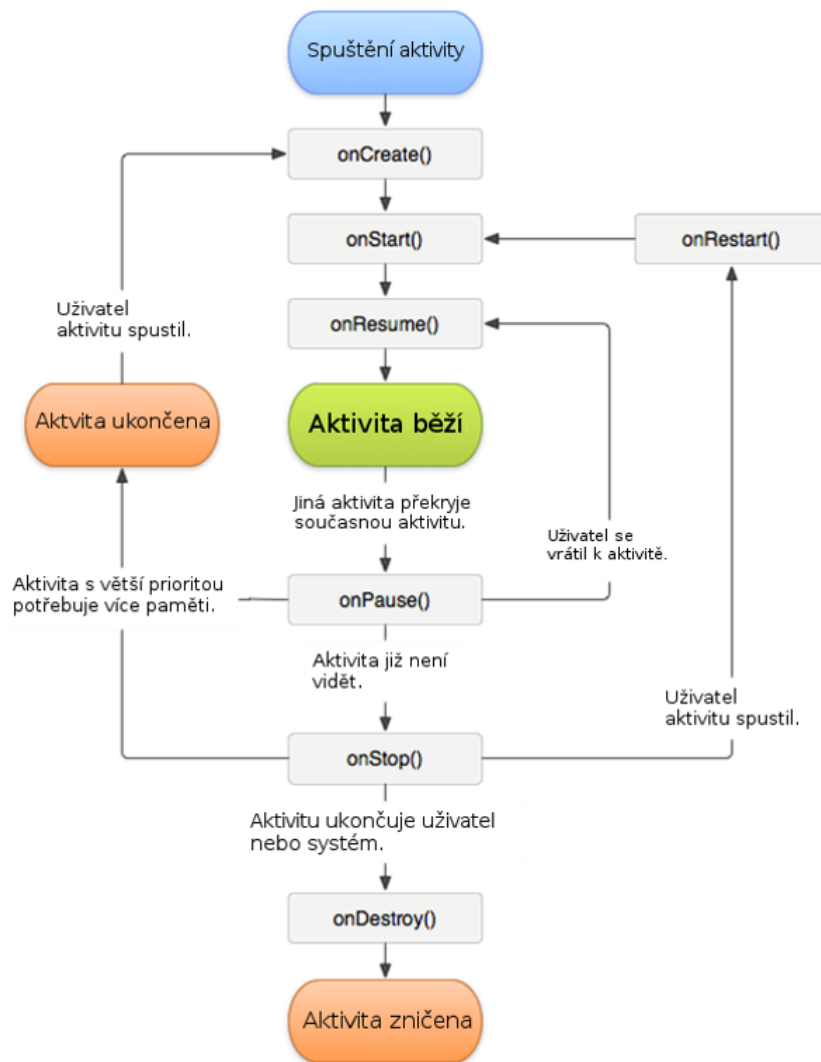 Spuštění aktivity
onCreate()
onStart()
onRestart()
Uživatel
aktivitu spustil.
onResume()
Aktvita ukončena
Aktivita běží
Jiná aktivita překryje
současnou aktivitu.
Uživatel se
vrátil k aktivitě.
Aktivita s větší prioritou
potřebuje více paměti.
onPause()
Aktivita již není
vidět.
Uživatel
aktivitu spustil.
onStop()
Aktivitu ukončuje uživatel
nebo systém.
onDestroy()
Aktivita zničena